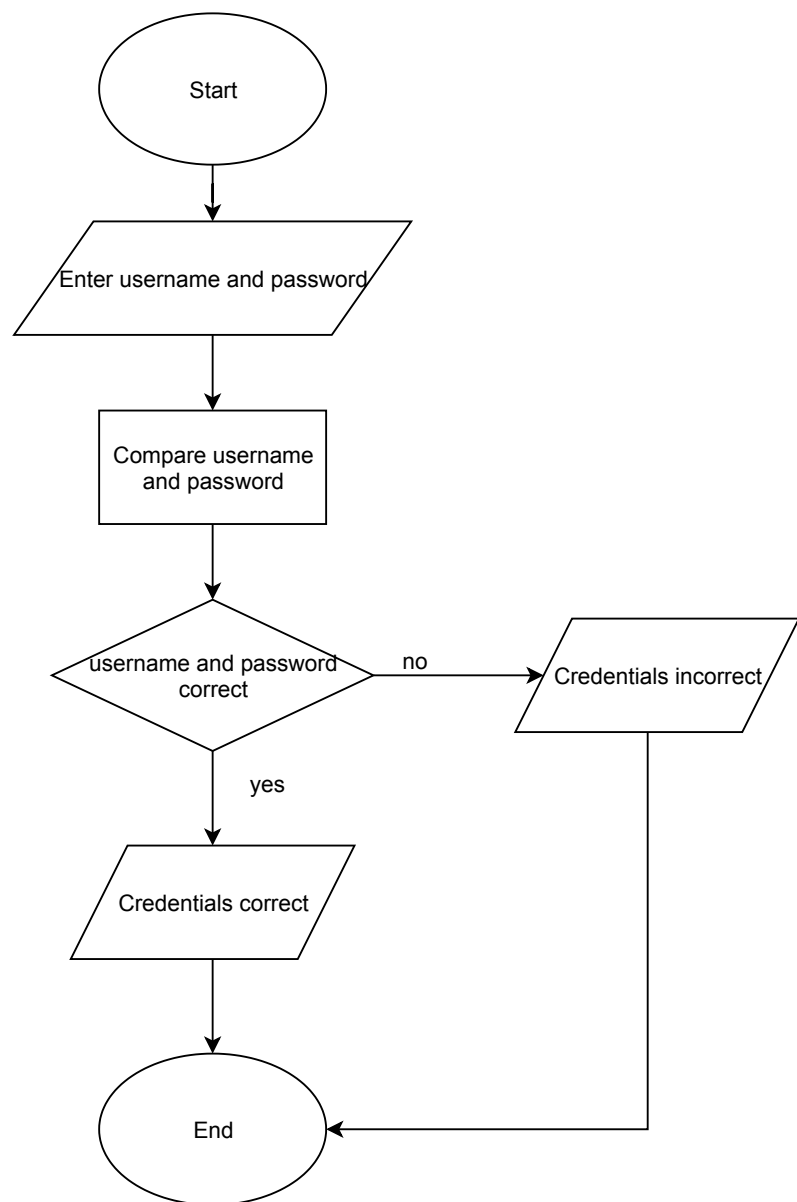 Start
Enter username and password
Compare username
and password
username and password
correct
no
Credentials incorrect
yes
Credentials correct
End